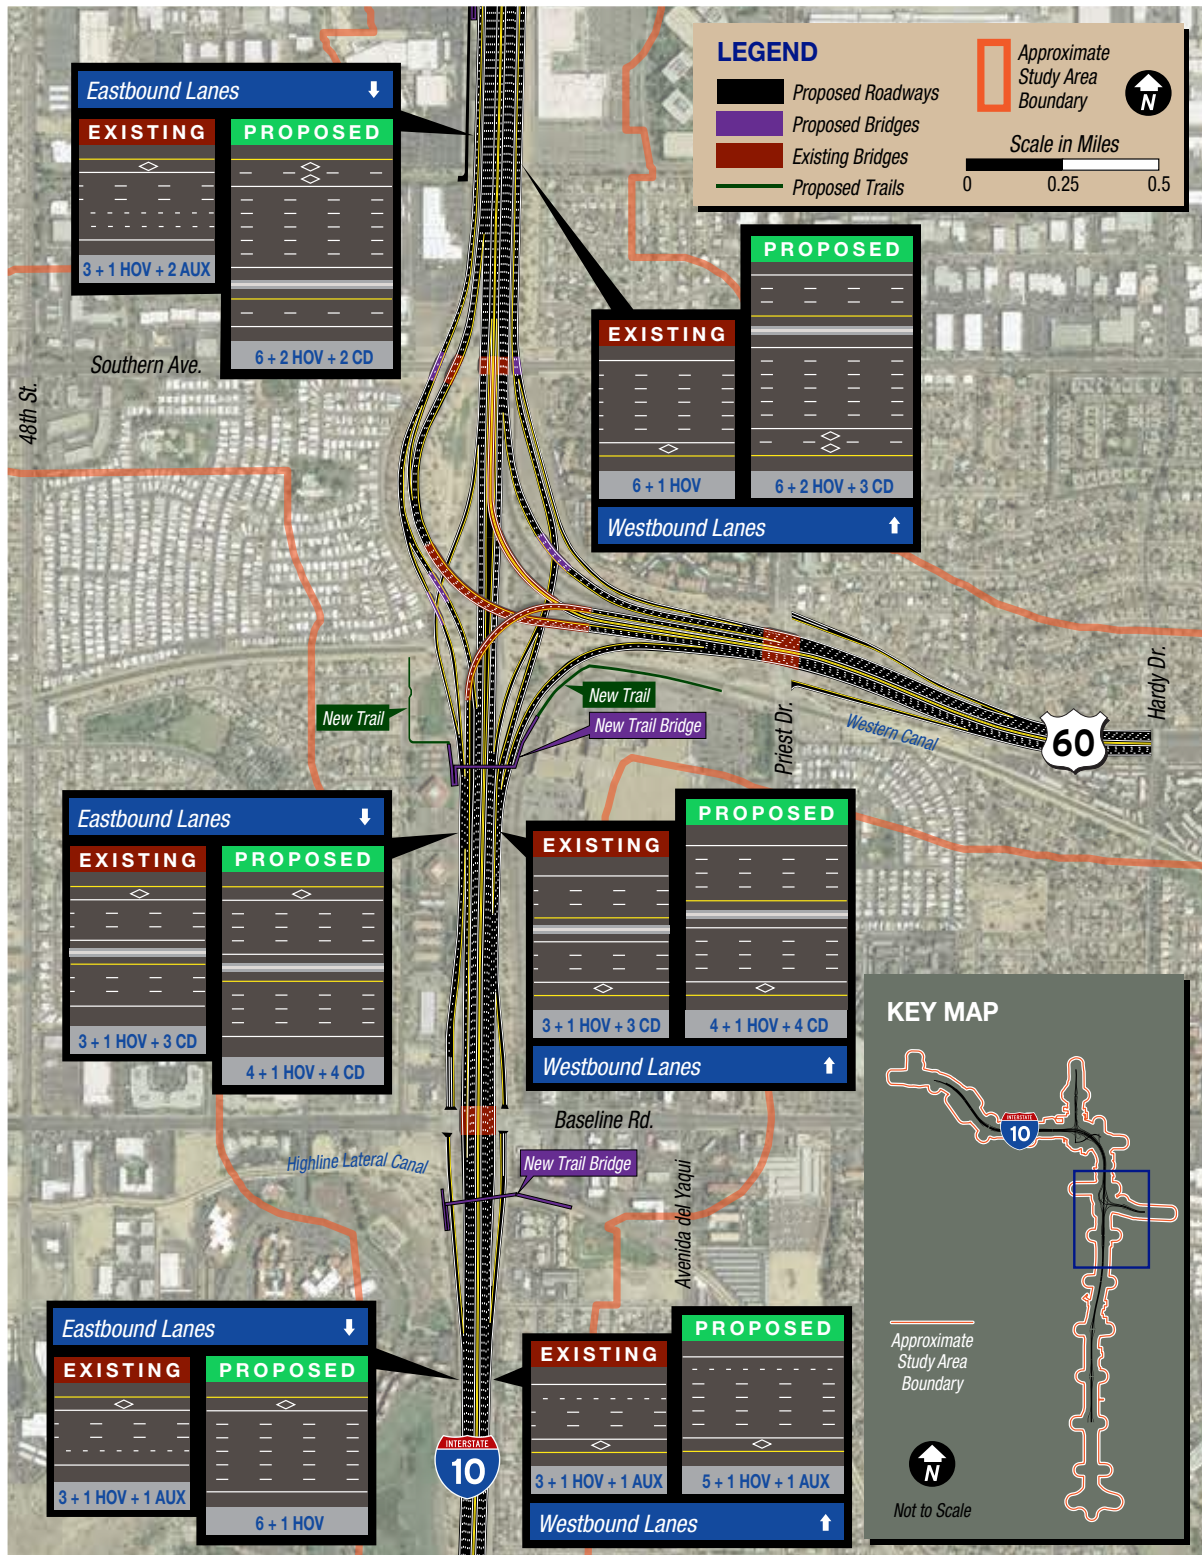 LEGEND
Proposed Roadways
Proposed Bridges
Existing Bridges
Proposed Trails
Approximate
Study Area
Boundary
N
Scale in Miles
0 0.25 0.5
Eastbound Lanes
EXISTING
3 + 1 HOV + 2 AUX
PROPOSED
6 + 2 HOV + 2 CD
EXISTING
6 + 1 HOV
PROPOSED
6 + 2 HOV + 3 CD
Westbound Lanes
Southern Ave.
48th St.
New Trail
New Trail
New Trail Bridge
Priest Dr.
Western Canal
Hardy Dr.
60
Eastbound Lanes
EXISTING
3 + 1 HOV + 3 CD
PROPOSED
4 + 1 HOV + 4 CD
EXISTING
3 + 1 HOV + 3 CD
PROPOSED
4 + 1 HOV + 4 CD
Westbound Lanes
Baseline Rd.
Highline Lateral Canal
New Trail Bridge
Avenida del Yaqui
Eastbound Lanes
EXISTING
3 + 1 HOV + 1 AUX
PROPOSED
6 + 1 HOV
INTERSTATE
10
EXISTING
3 + 1 HOV + 1 AUX
PROPOSED
5 + 1 HOV + 1 AUX
Westbound Lanes
KEY MAP
INTERSTATE
10
Approximate
Study Area
Boundary
N
Not to Scale